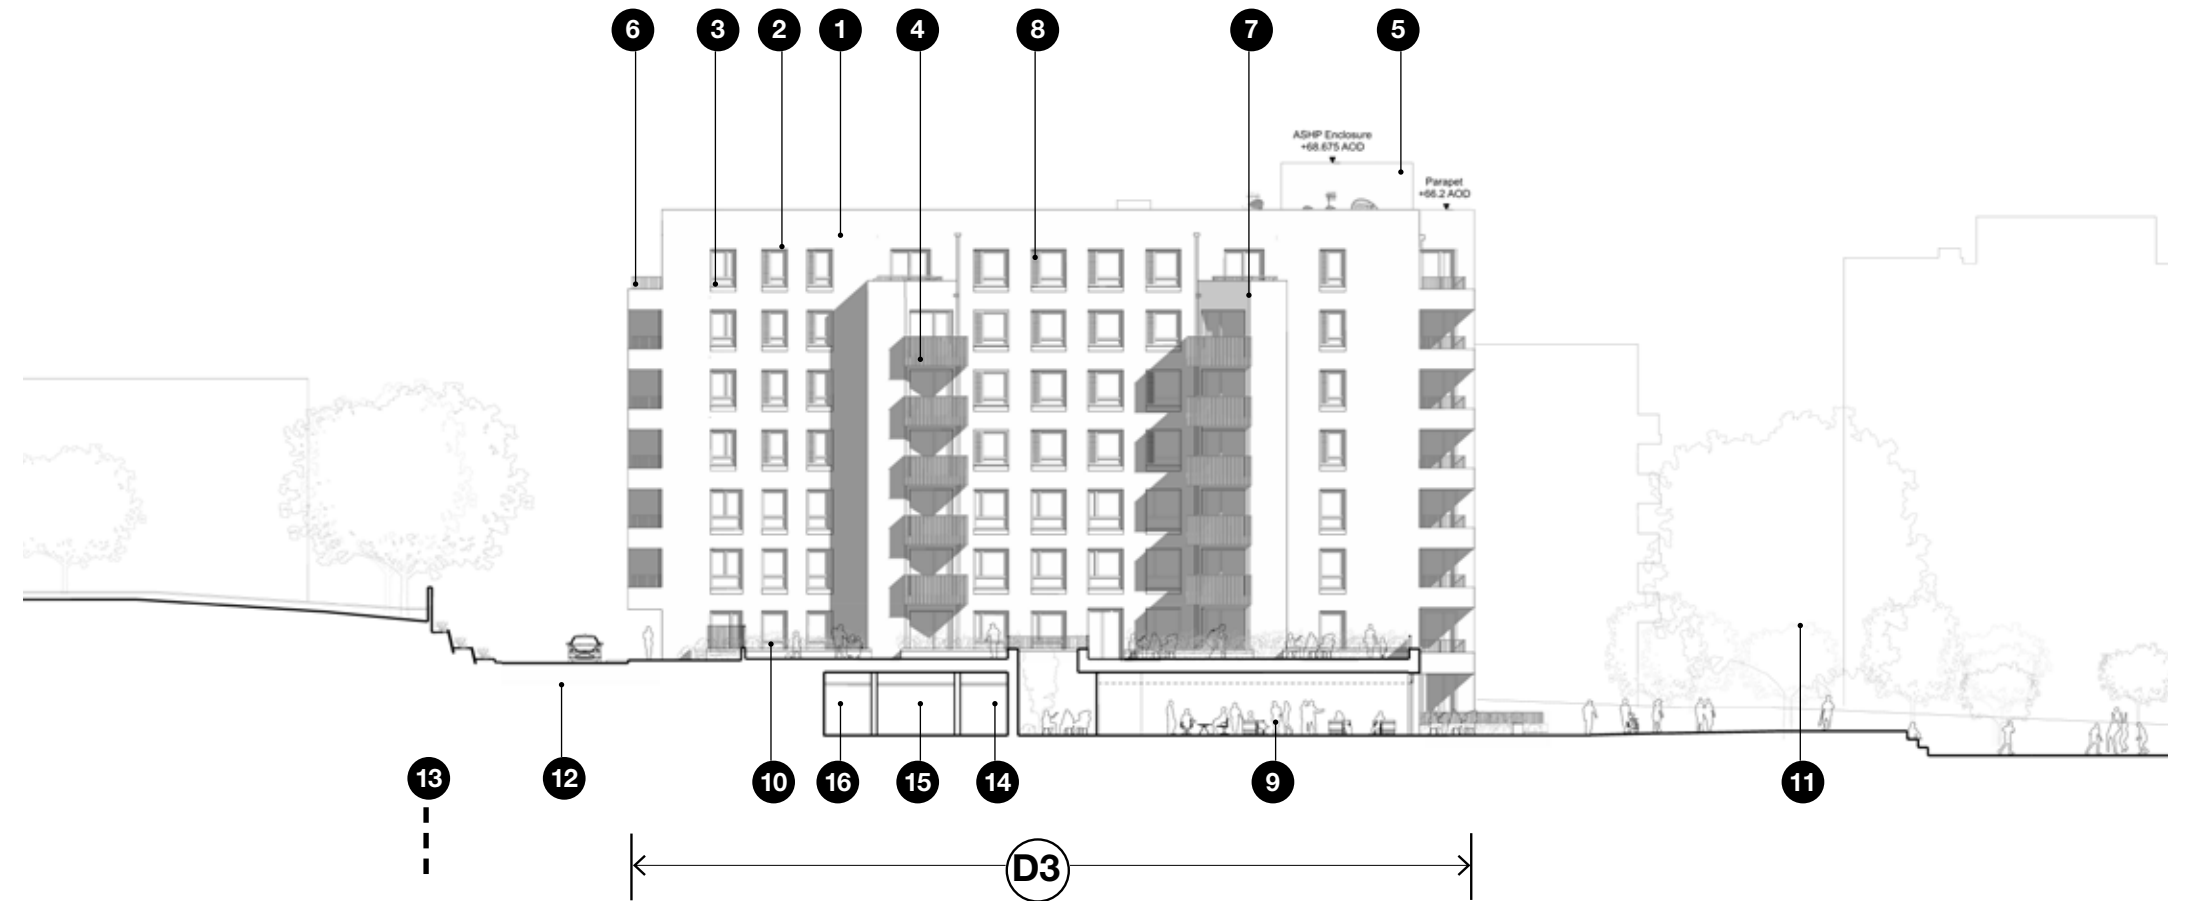 6 3 2 1 4 8 7 5
ASHP Enclosure
+68.675 AOD
Parapet
+66.2 AOD
13 12 10 16 15 14 9 11
D3